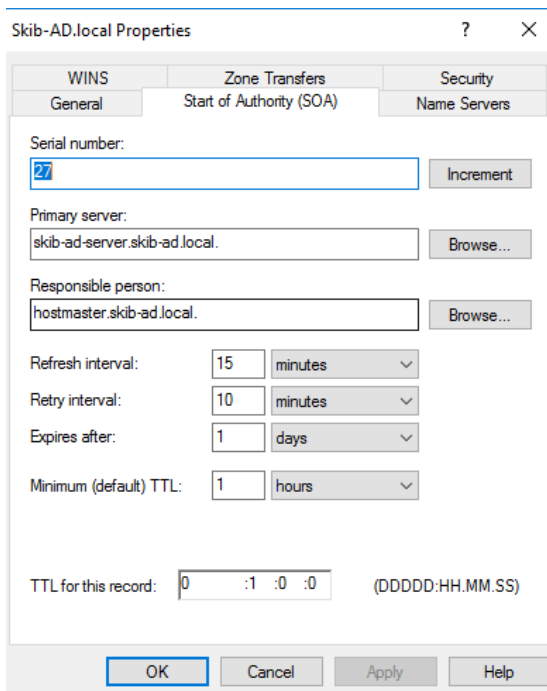 Skib-AD.local Properties ? ✕
WINS Zone Transfers Security
General Start of Authority (SOA) Name Servers
Serial number:
27 Increment
Primary server:
skib-ad-server.skib-ad.local. Browse...
Responsible person:
hostmaster.skib-ad.local. Browse...
Refresh interval: 15 minutes
Retry interval: 10 minutes
Expires after: 1 days
Minimum (default) TTL: 1 hours
TTL for this record: 0 :1 :0 :0 (DDDDD:HH.MM.SS)
OK Cancel Apply Help